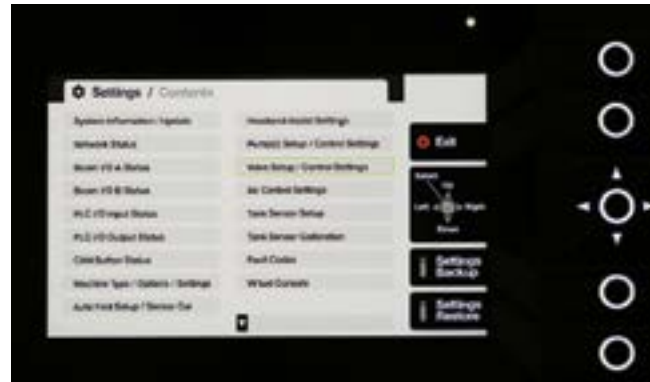 Settings / Contents
System Information / Update
Network Status
Boom I/O A Status
Boom I/O B Status
PLC I/O Input Status
PLC I/O Output Status
CAN Button Status
Machine Type / Options / Settings
Auto Fold Setup / Sensor Cal
Headland Assist Settings
Pump(s) Setup / Control Settings
Valve Setup / Control Settings
Air Control Settings
Tank Sensor Setup
Tank Sensor Calibration
Fault Codes
Virtual Console
Exit
Select
Up
Left
Right
Down
Settings
Backup
Settings
Restore